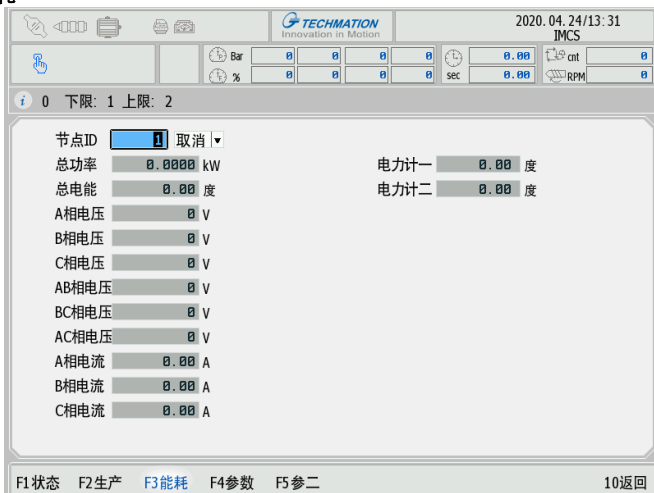 TECHMATION
Innovation in Motion
2020.04.24/13:31
IMCS
Bar 0 0 0 0 0.00 cnt 0
% 0 0 0 0 sec 0.00 RPM 0
i 0 下限: 1 上限: 2
节点ID 1 取消
总功率 0.0000 kW 电力计一 0.00 度
总电能 0.00 度 电力计二 0.00 度
A相电压 0 V
B相电压 0 V
C相电压 0 V
AB相电压 0 V
BC相电压 0 V
AC相电压 0 V
A相电流 0.00 A
B相电流 0.00 A
C相电流 0.00 A
F1状态 F2生产 F3能耗 F4参数 F5参二 10返回